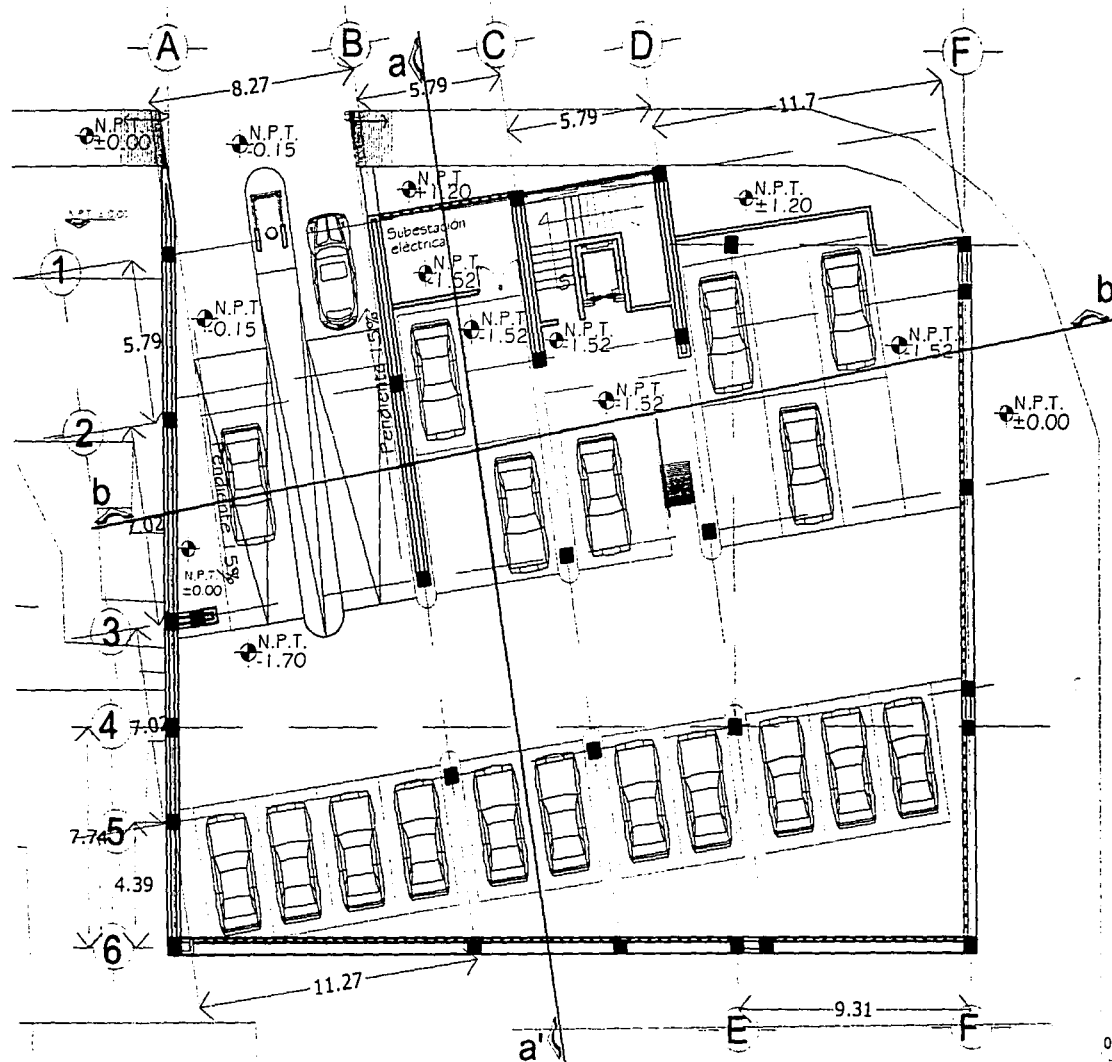 A
B
C
D
F
a
8.27
5.79
5.79
11.7
N.P.T.
±0.00
N.P.T.
-0.15
N.P.T.
+1.20
N.P.T.
±1.20
Subestación
eléctrica
N.P.T.
-1.52
1
N.P.T.
-0.15
5.79
N.P.T.
-1.52
N.P.T.
-1.52
S
N.P.T.
-1.52
b
N.P.T.
-1.52
N.P.T.
±0.00
Pendiente 15%
2
Pendiente 15%
b
7.02
N.P.T.
±0.00
3
N.P.T.
-1.70
4
7.02
5
7.74
4.39
6
11.27
9.31
E
F
a'
0